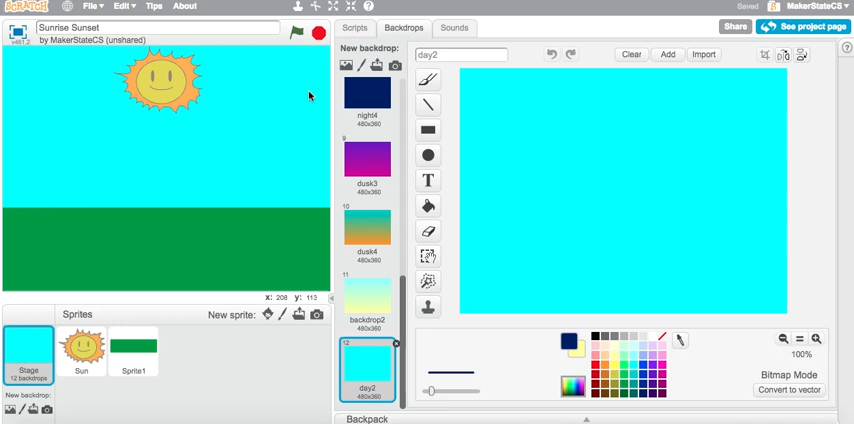 SCRATCH File▼ Edit▼ Tips About Saved MakerStateCS▼
Sunrise Sunset
by MakerStateCS (unshared)
v461.2
Scripts Backdrops Sounds
Share See project page
New backdrop:
day2 Clear Add Import
night4
480x360
9
dusk3
480x360
10
dusk4
480x360
11
backdrop2
480x360
12
day2
480x360
T
x: 208 y: 113
Sprites New sprite:
Stage
12 backdrops
New backdrop:
Sun Sprite1
100%
Bitmap Mode
Convert to vector
Backpack